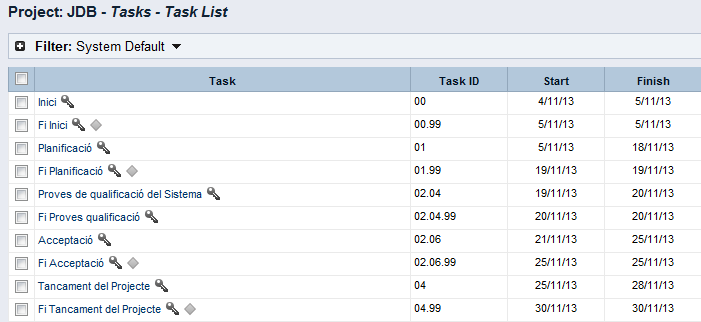 Project: JDB - Tasks - Task List
Filter: System Default
Task Task ID Start Finish
Inici 00 4/11/13 5/11/13
Fi Inici 00.99 5/11/13 5/11/13
Planificació 01 5/11/13 18/11/13
Fi Planificació 01.99 19/11/13 19/11/13
Proves de qualificació del Sistema 02.04 19/11/13 20/11/13
Fi Proves qualificació 02.04.99 20/11/13 20/11/13
Acceptació 02.06 21/11/13 25/11/13
Fi Acceptació 02.06.99 25/11/13 25/11/13
Tancament del Projecte 04 25/11/13 28/11/13
Fi Tancament del Projecte 04.99 30/11/13 30/11/13